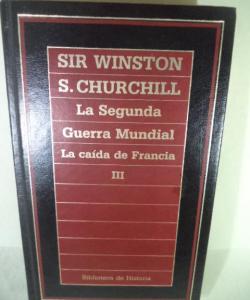 SIR WINSTON
S. CHURCHILL
La Segunda
Guerra Mundial
La caída de Francia
III
Biblioteca de Historia